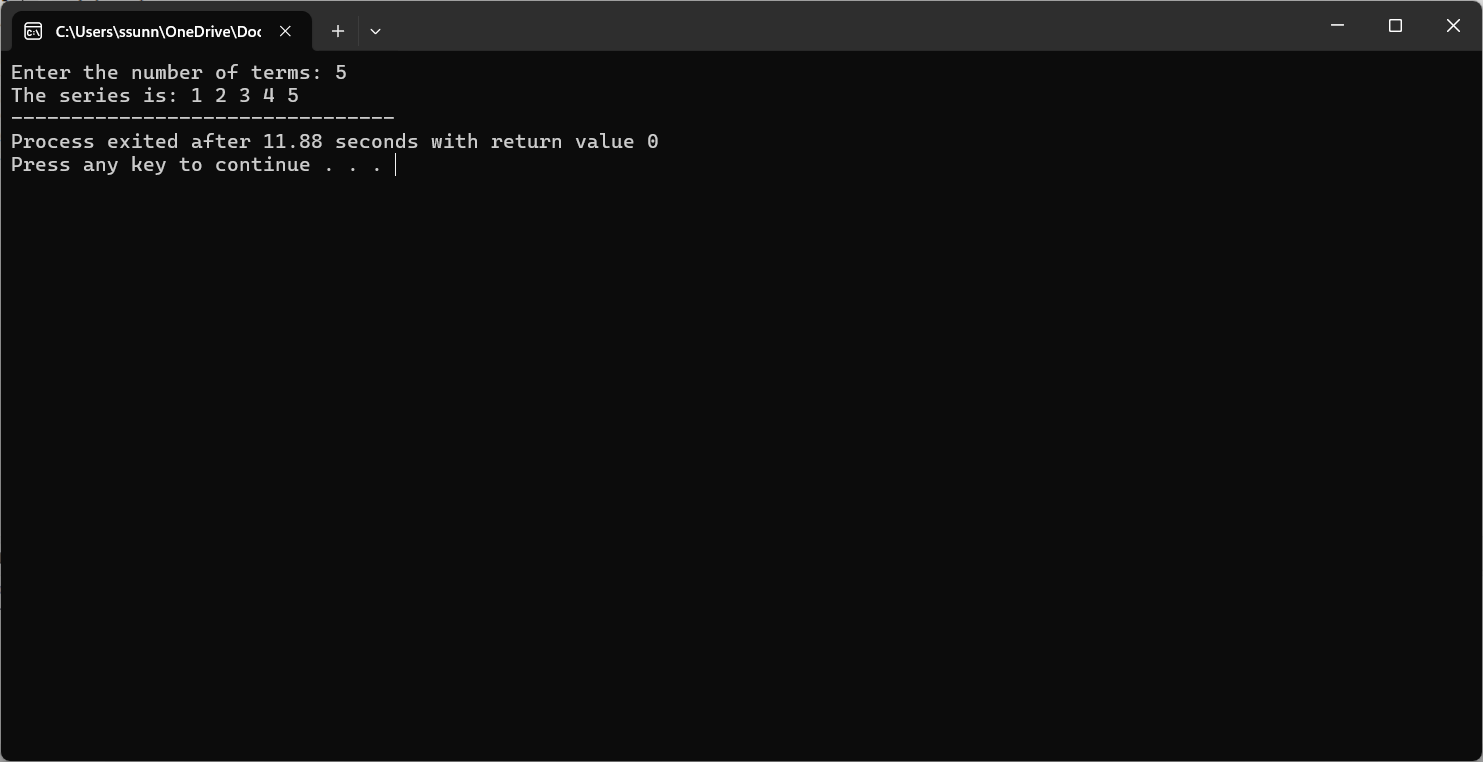 C:\Users\ssunn\OneDrive\Doc
Enter the number of terms: 5
The series is: 1 2 3 4 5
--------------------------------
Process exited after 11.88 seconds with return value 0
Press any key to continue . . .